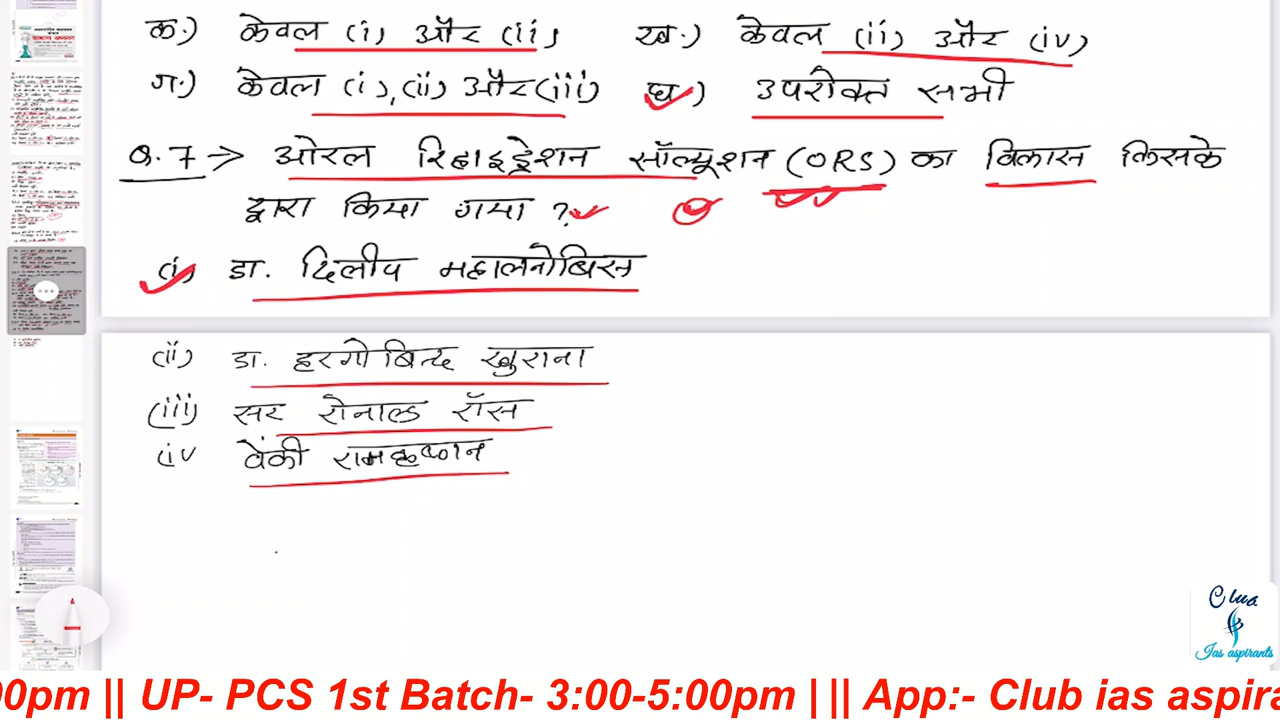 क.) केवल (i) और (ii) ख.) केवल (ii) और (iv)
ग.) केवल (i), (ii) और (iii) घ.) उपरोक्त सभी
Q.7 → ओरल रिहाइड्रेशन सॉल्यूशन (ORS) का विकास किसके
द्वारा किया गया ?
(i) डा. दिलीप महालनोबिस
(ii) डा. हरगोबिन्द खुराना
(iii) सर रोनाल्ड रॉस
(iv वेंकी रामकृष्णन
Club
Ias aspirants
00pm || UP- PCS 1st Batch- 3:00-5:00pm | || App:- Club ias aspira